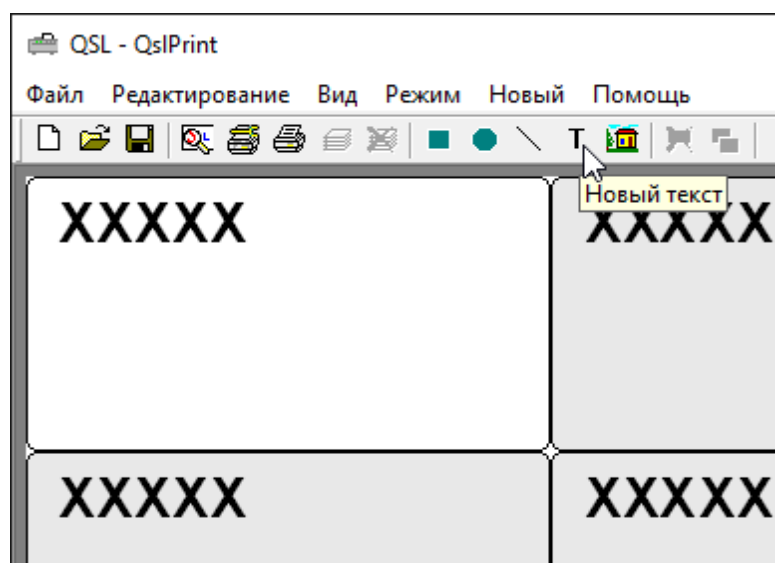 QSL - QslPrint
Файл Редактирование Вид Режим Новый Помощь
T
Новый текст
XXXXX XXXXX
XXXXX XXXXX